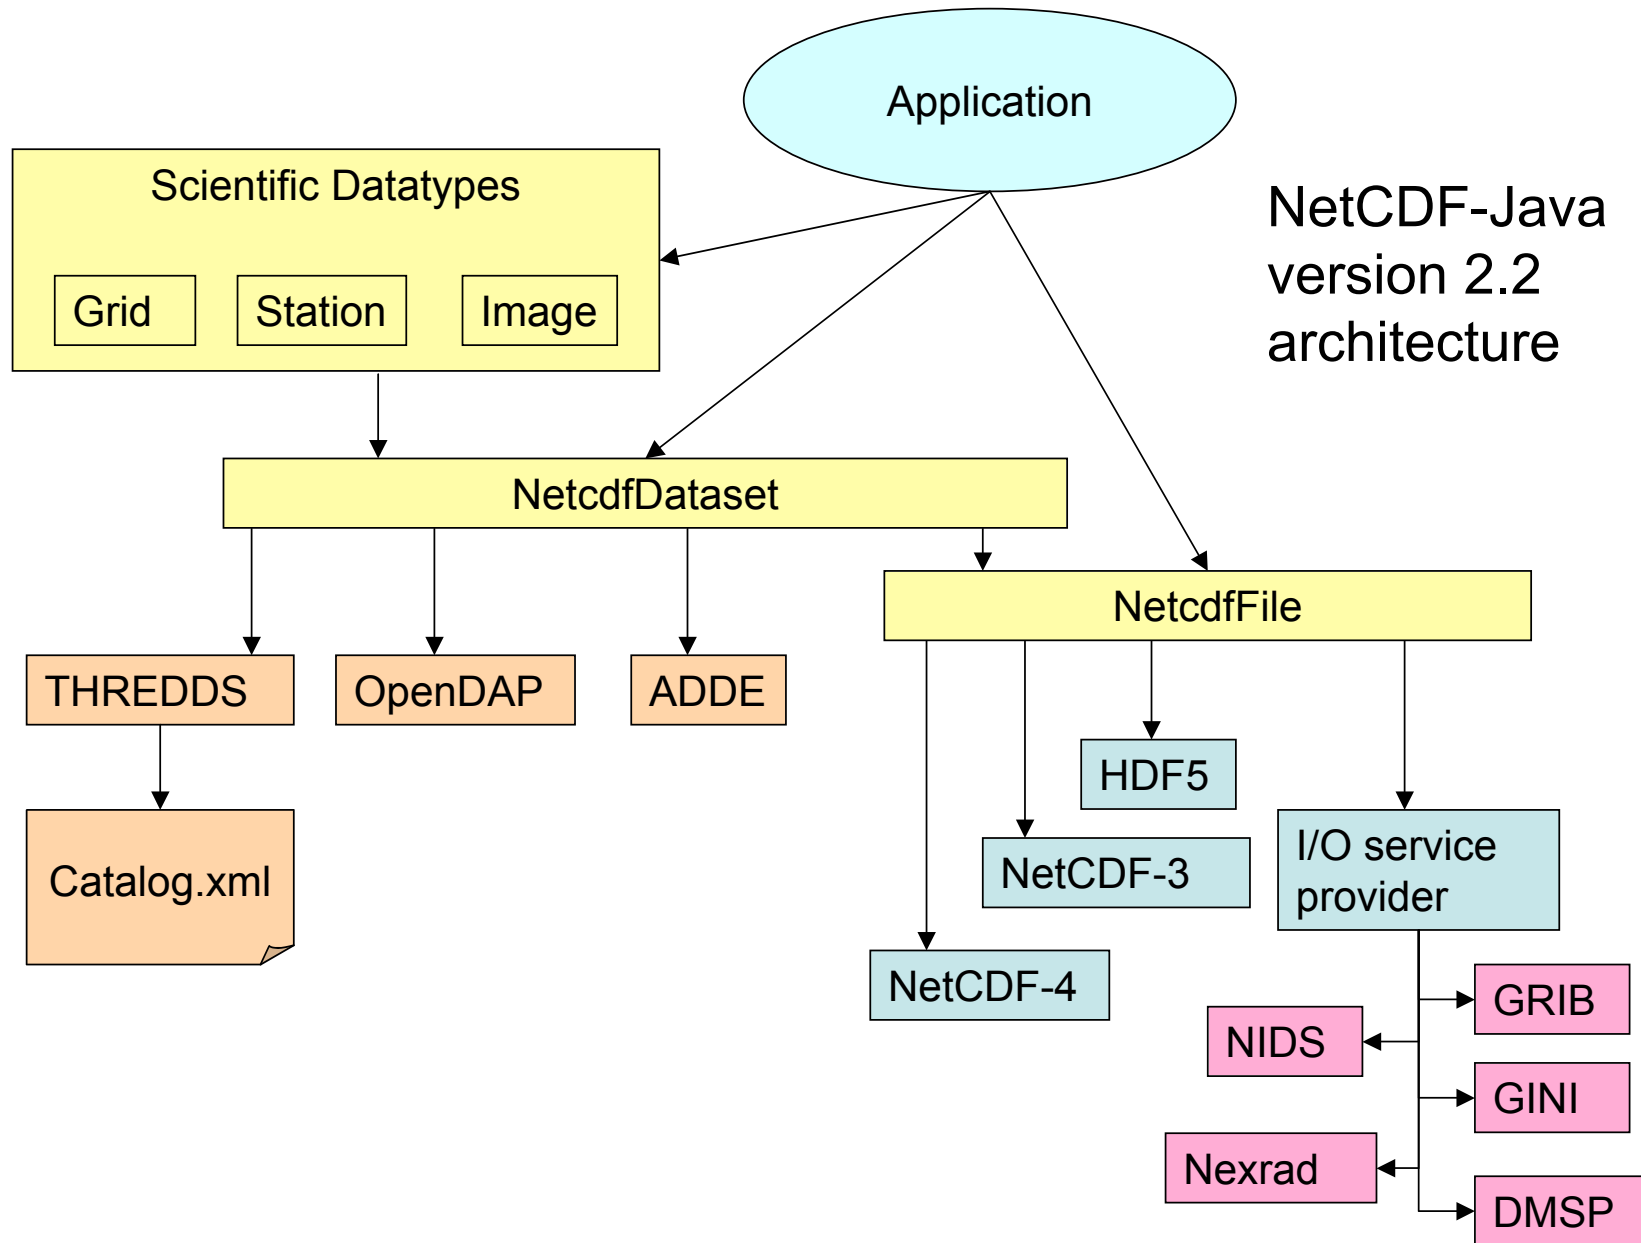 Application
Scientific Datatypes
Grid
Station
Image
NetCDF-Java
version 2.2
architecture
NetcdfDataset
NetcdfFile
THREDDS
OpenDAP
ADDE
HDF5
Catalog.xml
NetCDF-3
I/O service
provider
NetCDF-4
GRIB
NIDS
GINI
Nexrad
DMSP